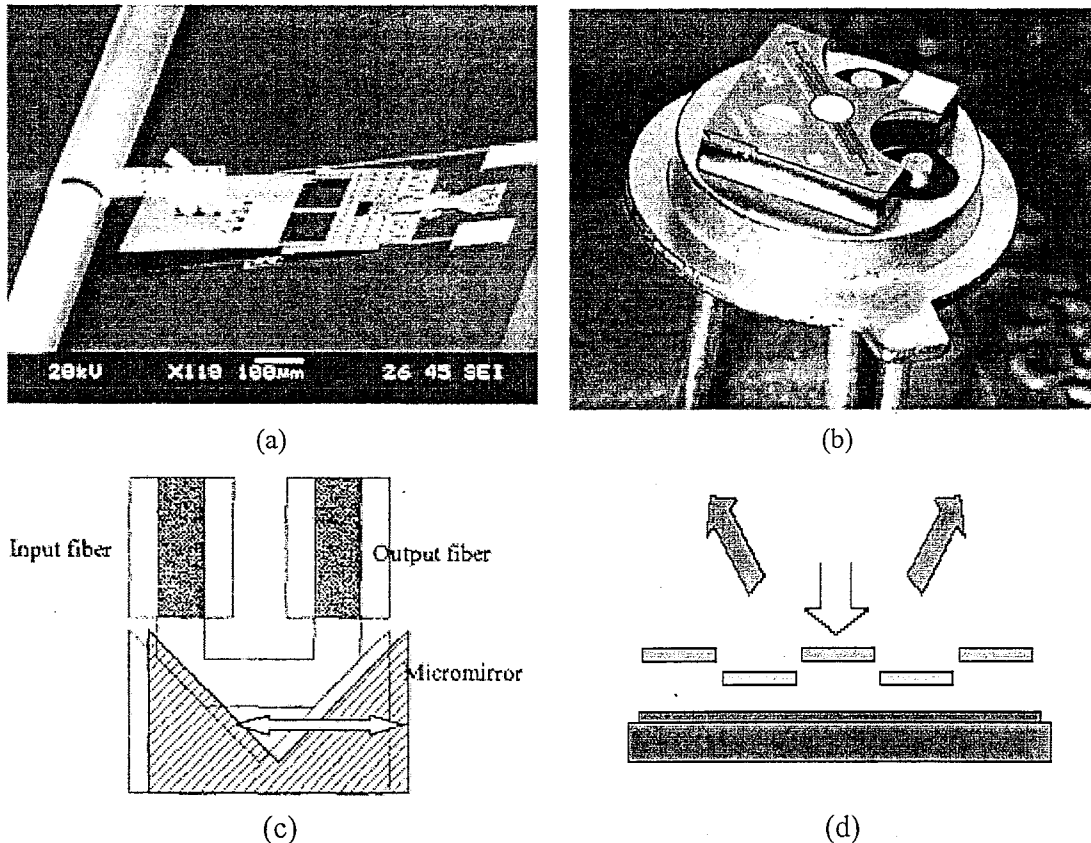 20kV X110 100μm 26 45 SEI
(a)
(b)
Input fiber
Output fiber
Micromirror
(c)
(d)